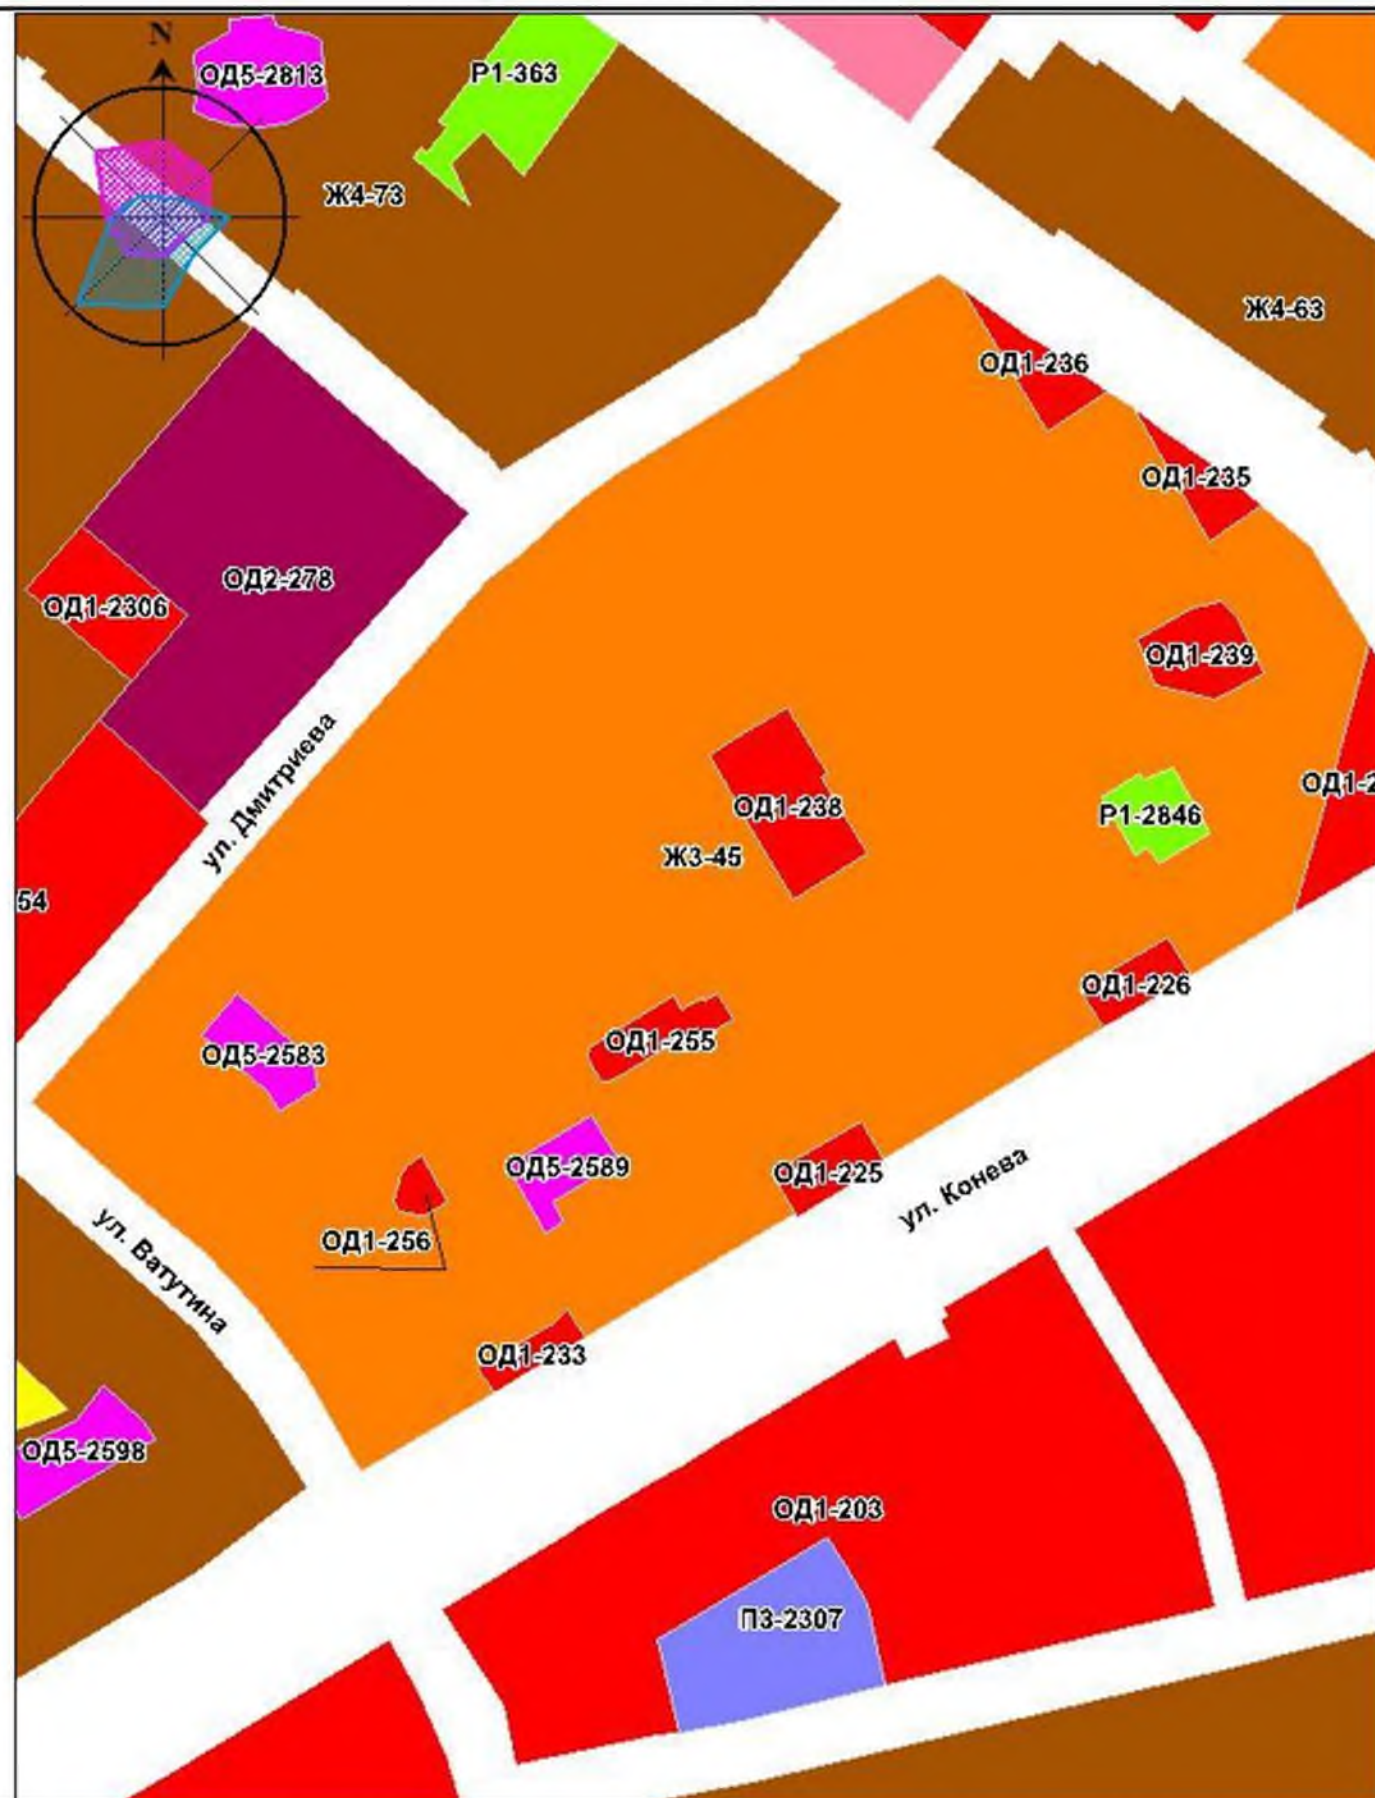 N
ОД5-2813
Р1-363
Ж4-73
Ж4-63
ОД1-236
ОД1-235
ОД2-278
ОД1-2306
ОД1-239
ул. Дмитриева
ОД1-238
ОД1-2
Р1-2846
Ж3-45
54
ОД1-226
ОД5-2583
ОД1-255
ОД5-2589
ОД1-225
ул. Конева
ОД1-256
ул. Ватутина
ОД1-233
ОД5-2598
ОД1-203
П3-2307